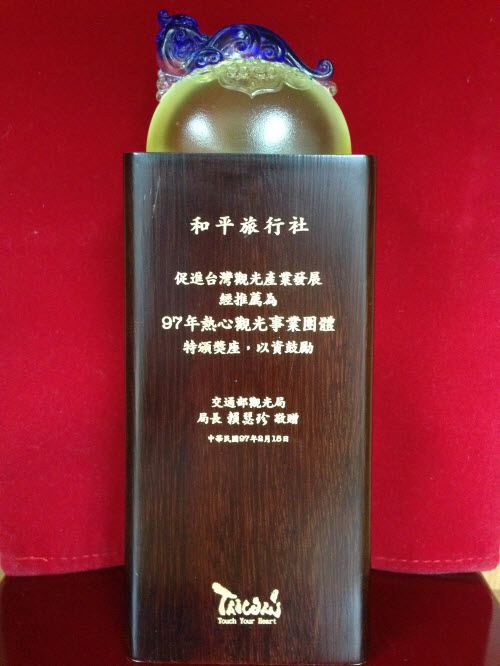 和平旅行社
促進台灣觀光產業發展
經推薦為
97年熱心觀光事業團體
特頒獎座，以資鼓勵
交通部觀光局
局長 賴瑟珍 敬贈
中華民國97年2月15日
TAIWAN
Touch Your Heart